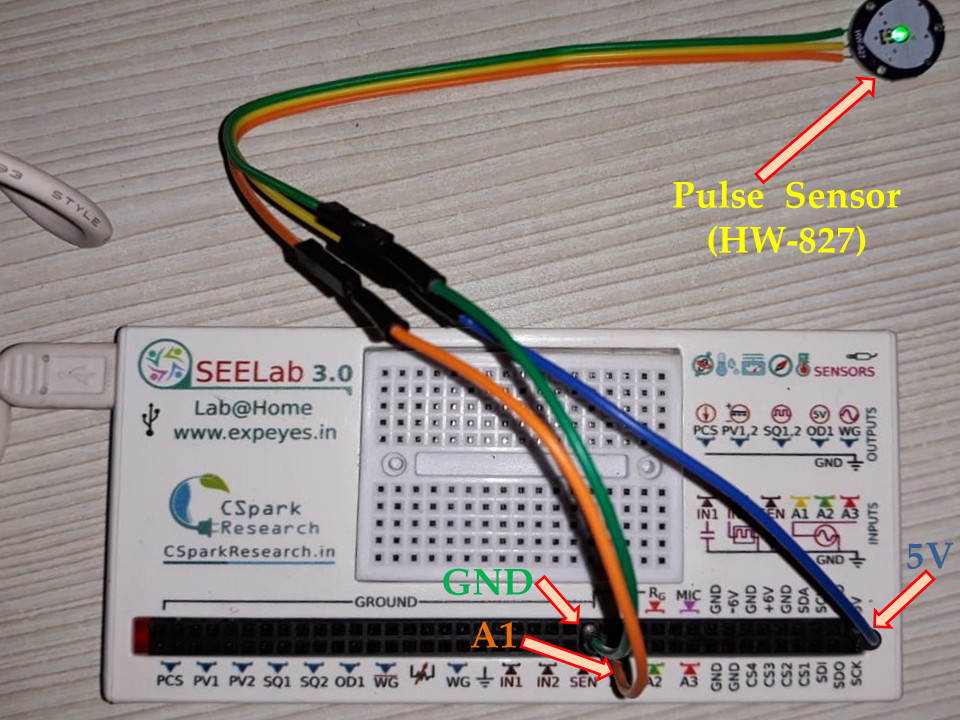 STYLE
Pulse Sensor
(HW-827)
SEELab 3.0
Lab@Home
www.expeyes.in
CSpark
Research
CSparkResearch.in
SENSORS
PCS PV1,2 SQ1,2 OD1 WG
5V
OUTPUTS
GND
IN1 A1 A2 A3
INPUTS
GND
5V
GND
GROUND
RG MIC GND -6V GND +6V GND SDA
A1
PCS PV1 PV2 SQ1 SQ2 OD1 WG WG IN1 IN2 SEN A2 A3 GND GND CS4 CS3 CS2 CS1 SDI SDO SCK